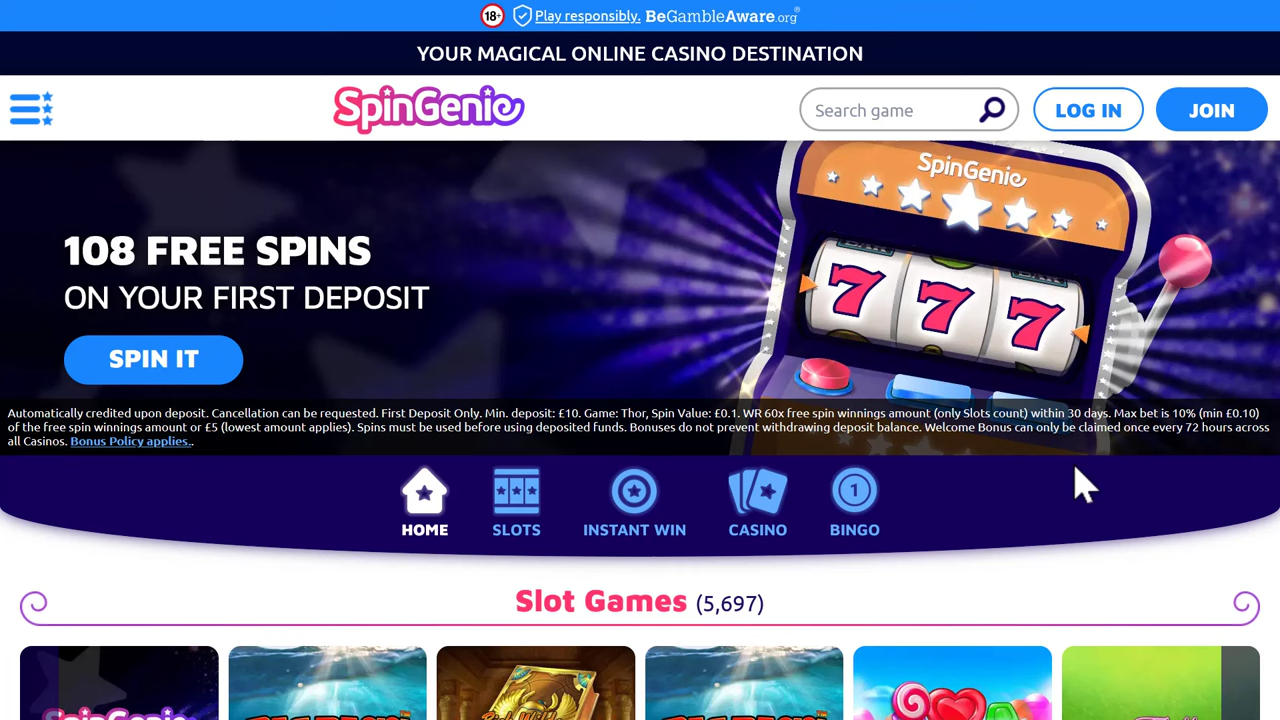 18+ Play responsibly. BeGambleAware.org®
YOUR MAGICAL ONLINE CASINO DESTINATION
SpinGenie
Search game
LOG IN
JOIN
SpinGenie
108 FREE SPINS
ON YOUR FIRST DEPOSIT
7 7 7
SPIN IT
Automatically credited upon deposit. Cancellation can be requested. First Deposit Only. Min. deposit: £10. Game: Thor, Spin Value: £0.1. WR 60x free spin winnings amount (only Slots count) within 30 days. Max bet is 10% (min £0.10)
of the free spin winnings amount or £5 (lowest amount applies). Spins must be used before using deposited funds. Bonuses do not prevent withdrawing deposit balance. Welcome Bonus can only be claimed once every 72 hours across
all Casinos. Bonus Policy applies..
1
HOME
SLOTS
INSTANT WIN
CASINO
BINGO
Slot Games (5,697)
SpinGenie